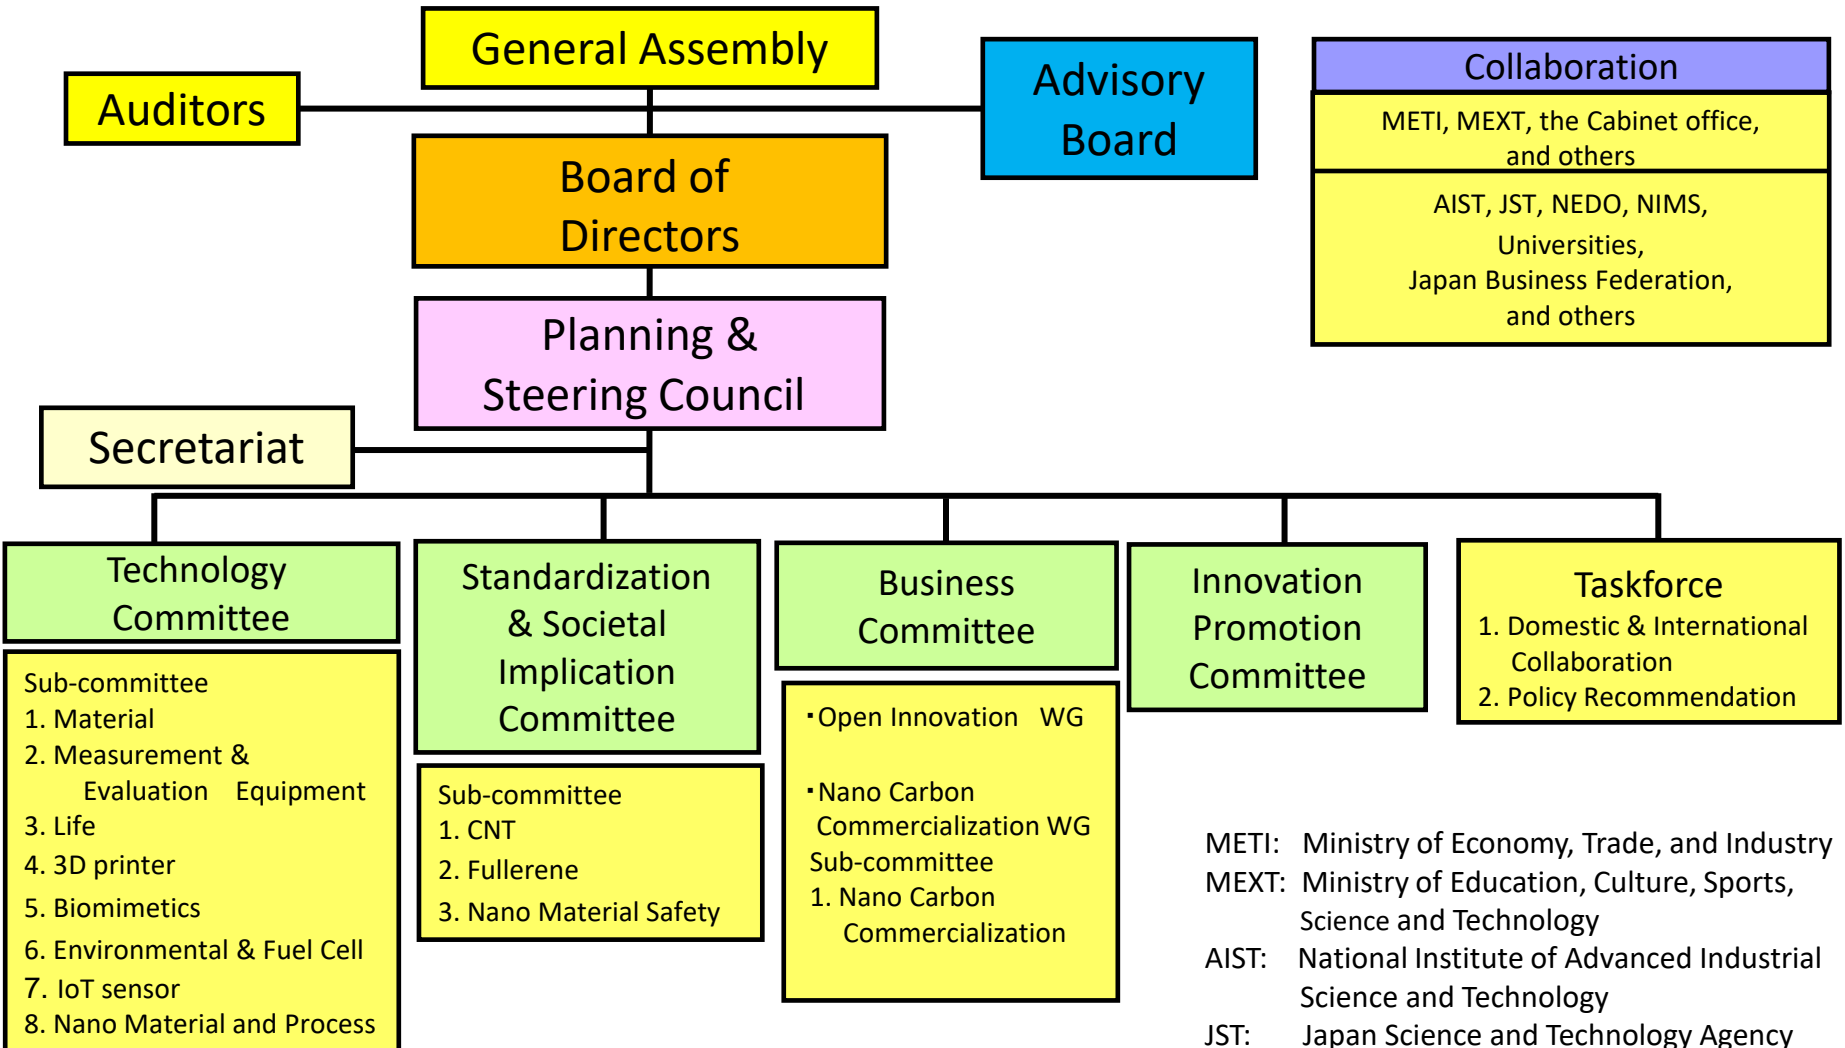 General Assembly
Auditors
Advisory
Board
Board of
Directors
Planning &
Steering Council
Secretariat
Collaboration
METI, MEXT, the Cabinet office,
and others
AIST, JST, NEDO, NIMS,
Universities,
Japan Business Federation,
and others
Technology
Committee
Sub-committee
1. Material
2. Measurement &
Evaluation Equipment
3. Life
4. 3D printer
5. Biomimetics
6. Environmental & Fuel Cell
7. IoT sensor
8. Nano Material and Process
Standardization
& Societal
Implication
Committee
Sub-committee
1. CNT
2. Fullerene
3. Nano Material Safety
Business
Committee
・Open Innovation WG
・Nano Carbon
Commercialization WG
Sub-committee
1. Nano Carbon
Commercialization
Innovation
Promotion
Committee
Taskforce
1. Domestic & International
Collaboration
2. Policy Recommendation
METI: Ministry of Economy, Trade, and Industry
MEXT: Ministry of Education, Culture, Sports,
Science and Technology
AIST: National Institute of Advanced Industrial
Science and Technology
JST: Japan Science and Technology Agency